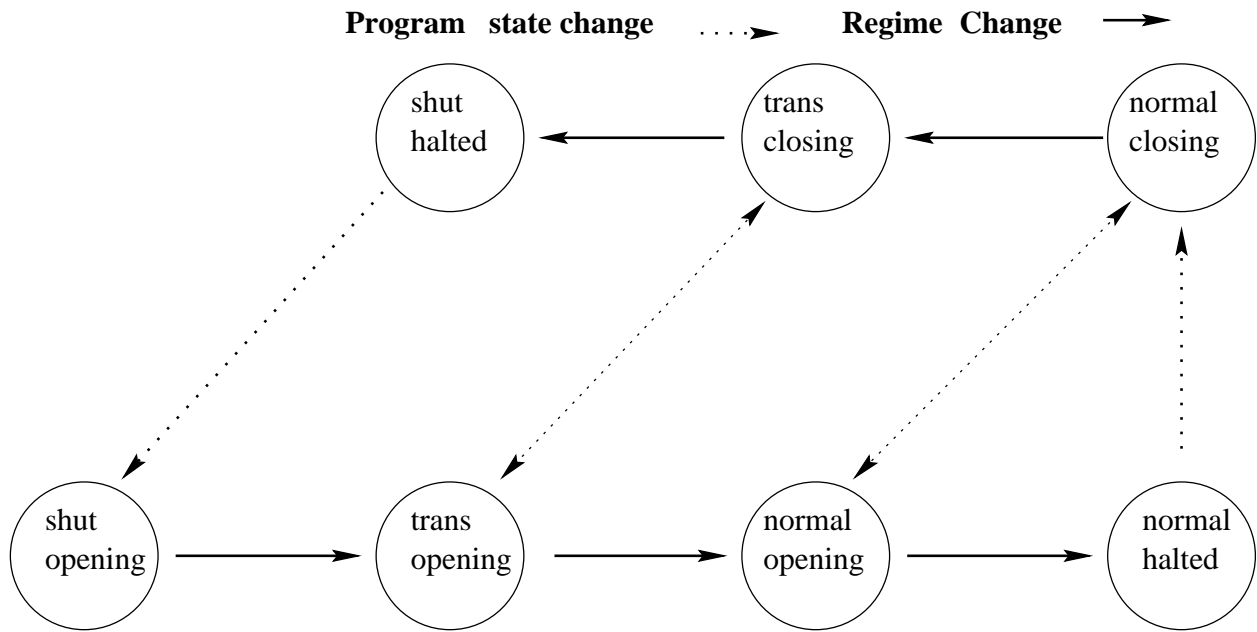 Program state change Regime Change
shut
halted
trans
closing
normal
closing
shut
opening
trans
opening
normal
opening
normal
halted